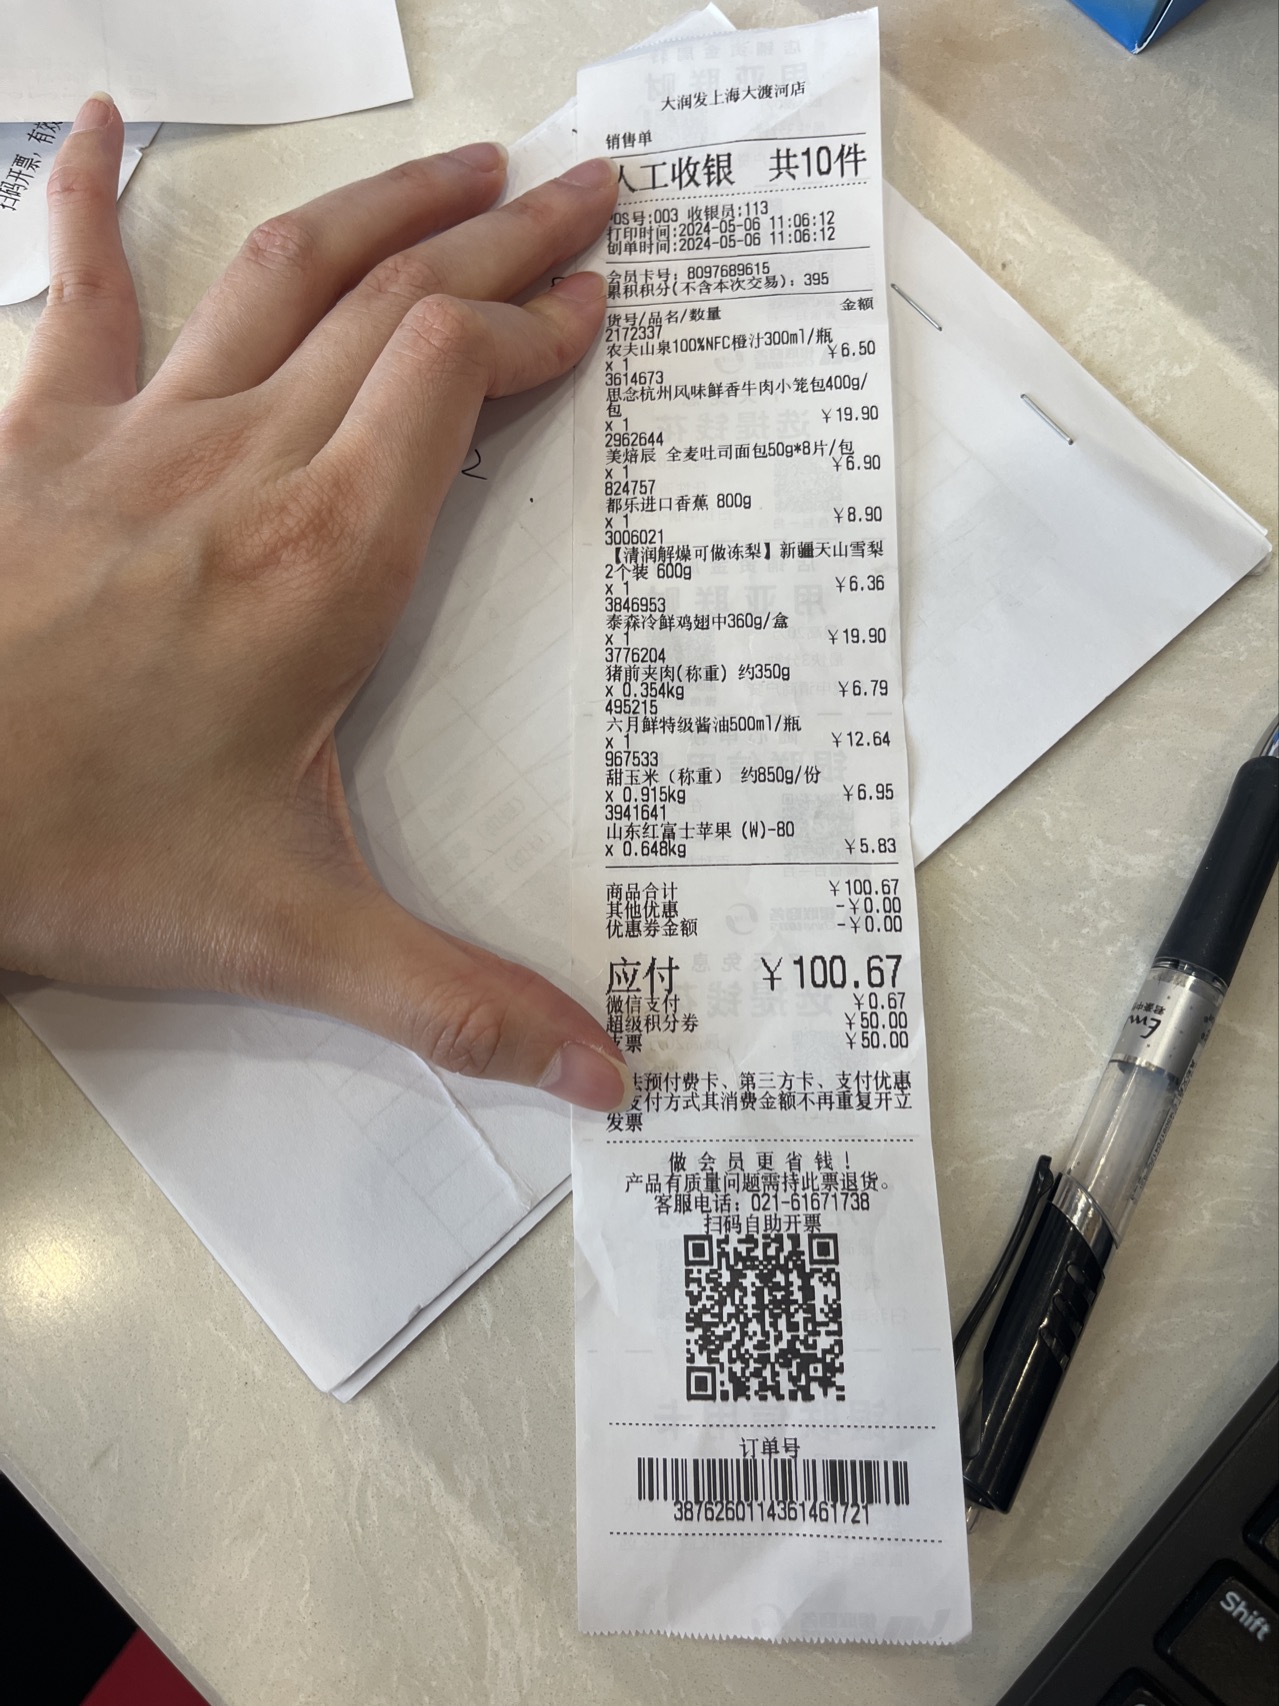 扫码开票，有效
大润发上海大渡河店
销售单
人工收银 共10件
POS号:003 收银员:113
打印时间:2024-05-06 11:06:12
创单时间:2024-05-06 11:06:12
会员卡号: 8097689615
累积积分(不含本次交易): 395
货号/品名/数量 金额
2172337
农夫山泉100%NFC橙汁300ml/瓶
x 1 ￥6.50
3614673
思念杭州风味鲜香牛肉小笼包400g/
包
x 1 ￥19.90
2962644
美焙辰 全麦吐司面包50g*8片/包
x 1 ￥6.90
824757
都乐进口香蕉 800g
x 1 ￥8.90
3006021
【清润解燥可做冻梨】新疆天山雪梨
2个装 600g
x 1 ￥6.36
3846953
泰森冷鲜鸡翅中360g/盒
x 1 ￥19.90
3776204
猪前夹肉(称重) 约350g
x 0.354kg ￥6.79
495215
六月鲜特级酱油500ml/瓶
x 1 ￥12.64
967533
甜玉米（称重） 约850g/份
x 0.915kg ￥6.95
3941641
山东红富士苹果 (W)-80
x 0.648kg ￥5.83
商品合计 ￥100.67
其他优惠 -￥0.00
优惠券金额 -￥0.00
应付 ￥100.67
微信支付 ￥0.67
超级积分券 ￥50.00
支票 ￥50.00
预付费卡、第三方卡、支付优惠
支付方式其消费金额不再重复开立
发票
做会员更省钱!
产品有质量问题需持此票退货。
客服电话: 021-61671738
扫码自助开票
订单号
3876260114361461721
Shift